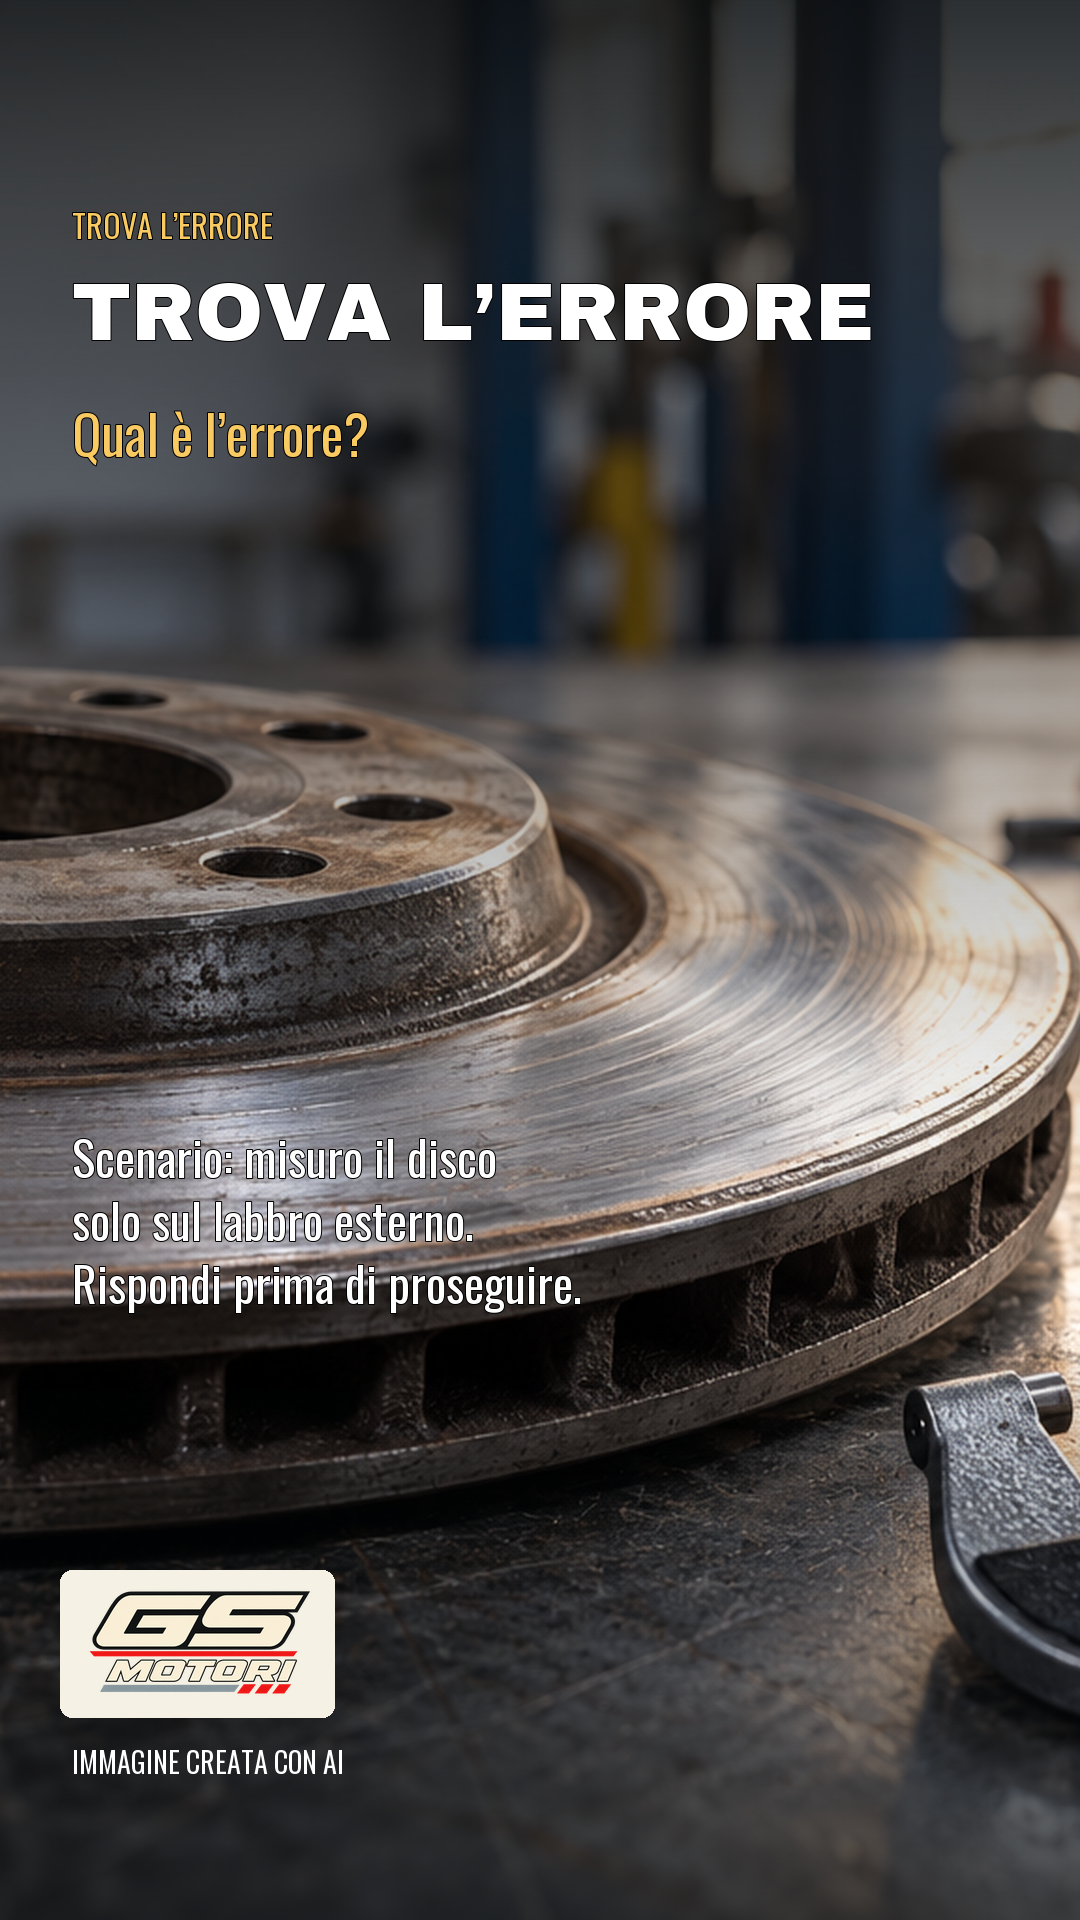 TROVA L’ERRORE
TROVA L’ERRORE
Qual è l’errore?
Scenario: misuro il disco
solo sul labbro esterno.
Rispondi prima di proseguire.
GS
MOTORI
IMMAGINE CREATA CON AI